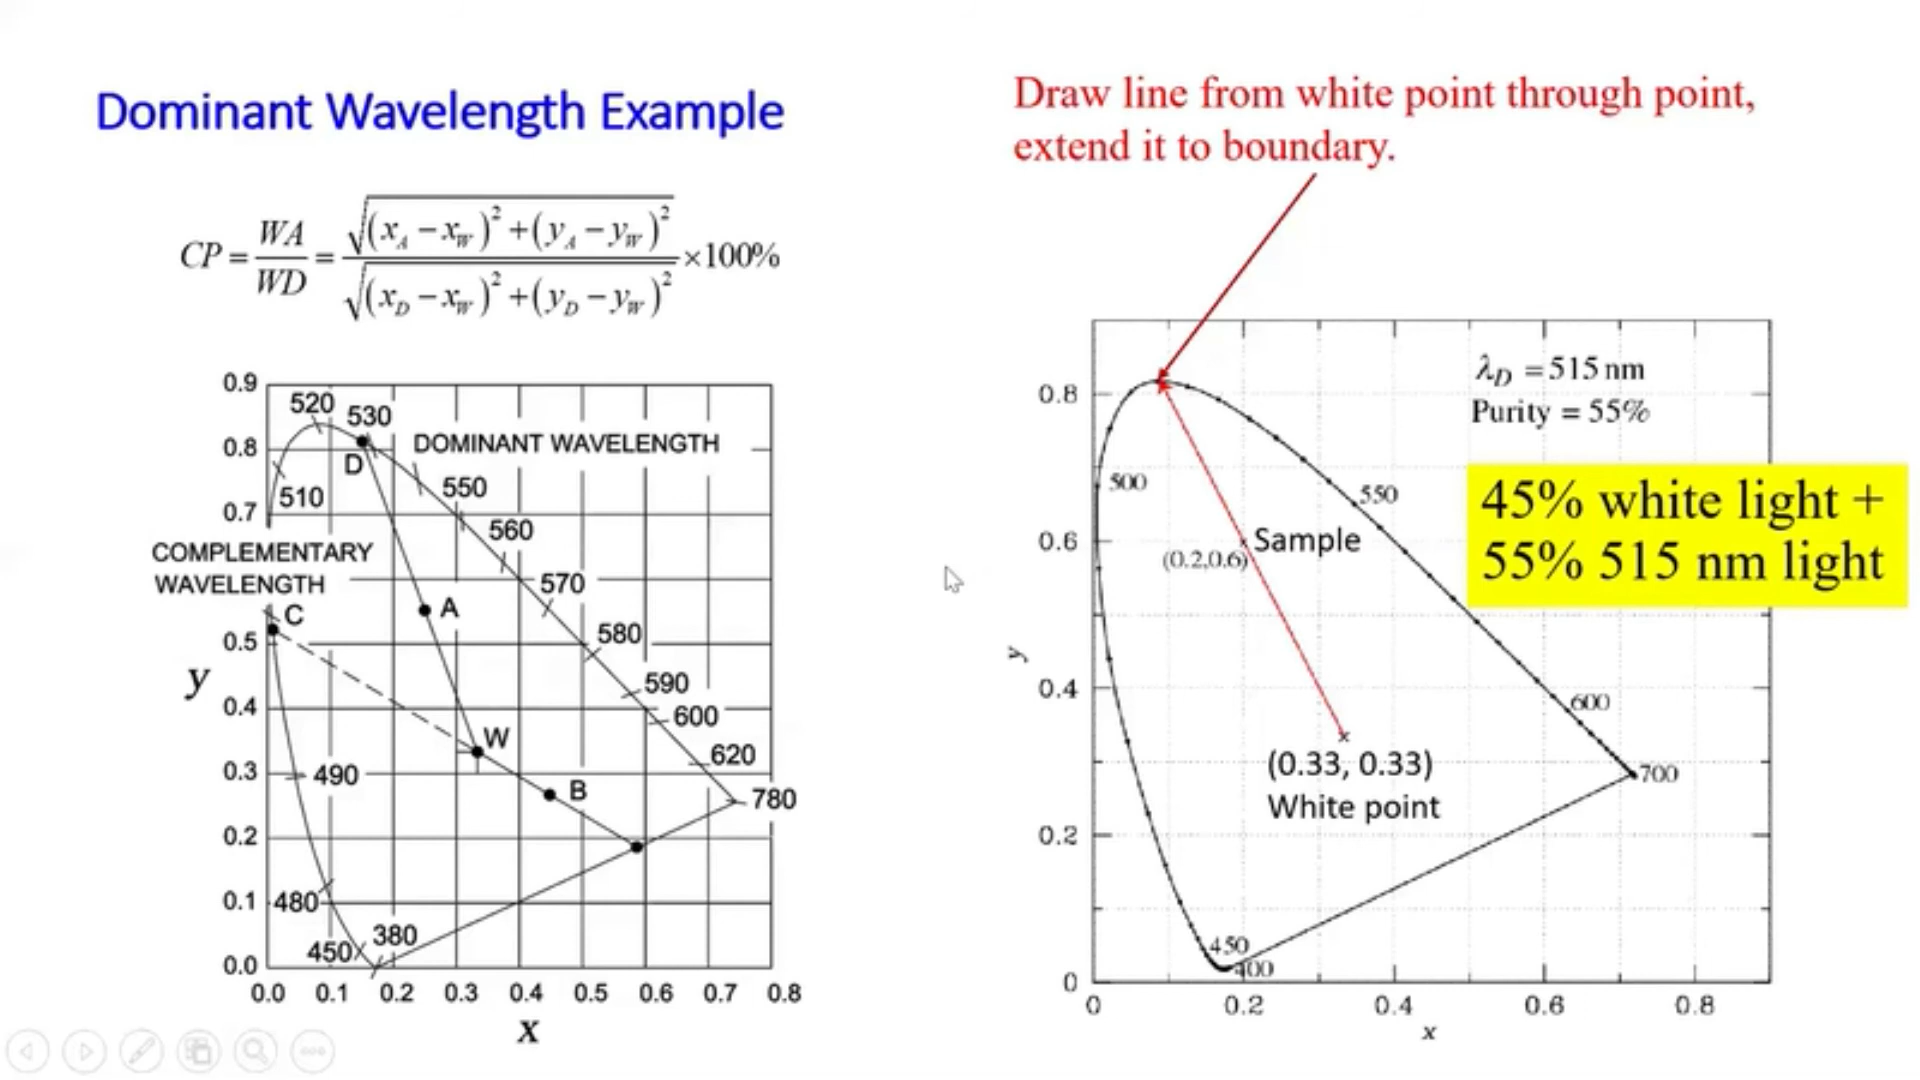 Dominant Wavelength Example
Draw line from white point through point,
extend it to boundary.
CP = WA/WD = √((x_A − x_W)² + (y_A − y_W)²) / √((x_D − x_W)² + (y_D − y_W)²) ×100%
0.9
0.8
0.7
0.5
0.4
0.3
0.2
0.1
0.0
y
520
530
D
DOMINANT WAVELENGTH
510
550
560
COMPLEMENTARY
WAVELENGTH
570
C
A
580
590
600
W
620
490
B
780
480
380
450
0.0 0.1 0.2 0.3 0.4 0.5 0.6 0.7 0.8
x
λ_D = 515 nm
Purity = 55%
45% white light +
55% 515 nm light
0.8
0.6
0.4
0.2
0
y
500
550
Sample
(0.2,0.6)
600
(0.33, 0.33)
White point
700
450
400
0 0.2 0.4 0.6 0.8
x